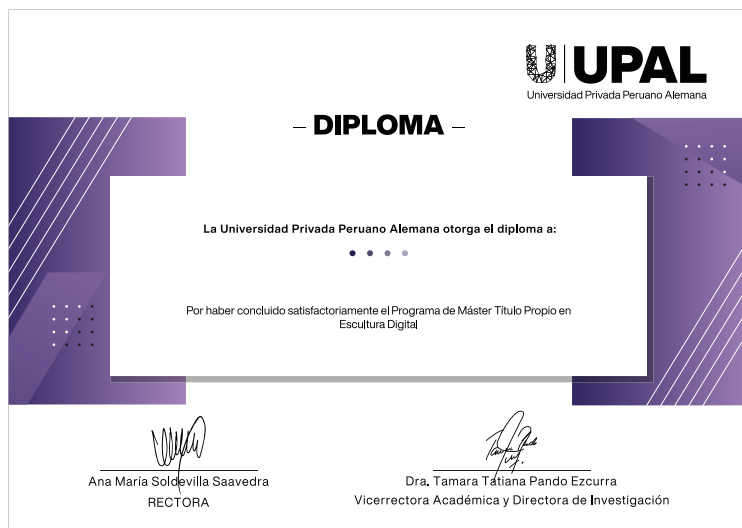 UPAL
Universidad Privada Peruano Alemana
– DIPLOMA –
La Universidad Privada Peruano Alemana otorga el diploma a:
Por haber concluido satisfactoriamente el Programa de Máster Título Propio en
Escultura Digital
Ana María Soldevilla Saavedra
RECTORA
Dra. Tamara Tatiana Pando Ezcurra
Vicerrectora Académica y Directora de Investigación